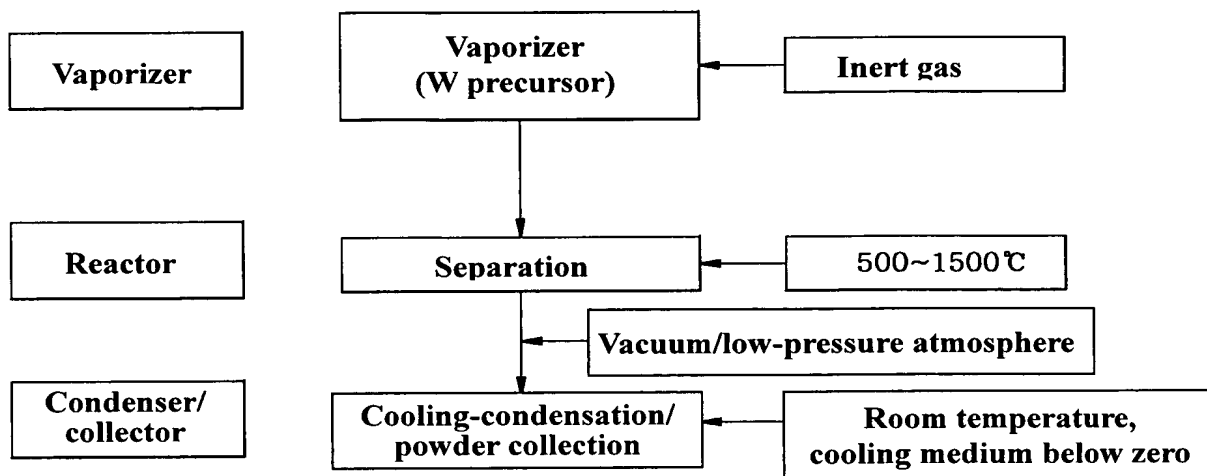 Vaporizer
Vaporizer
(W precursor)
Inert gas
Reactor
Separation
500~1500℃
Vacuum/low-pressure atmosphere
Condenser/
collector
Cooling-condensation/
powder collection
Room temperature,
cooling medium below zero